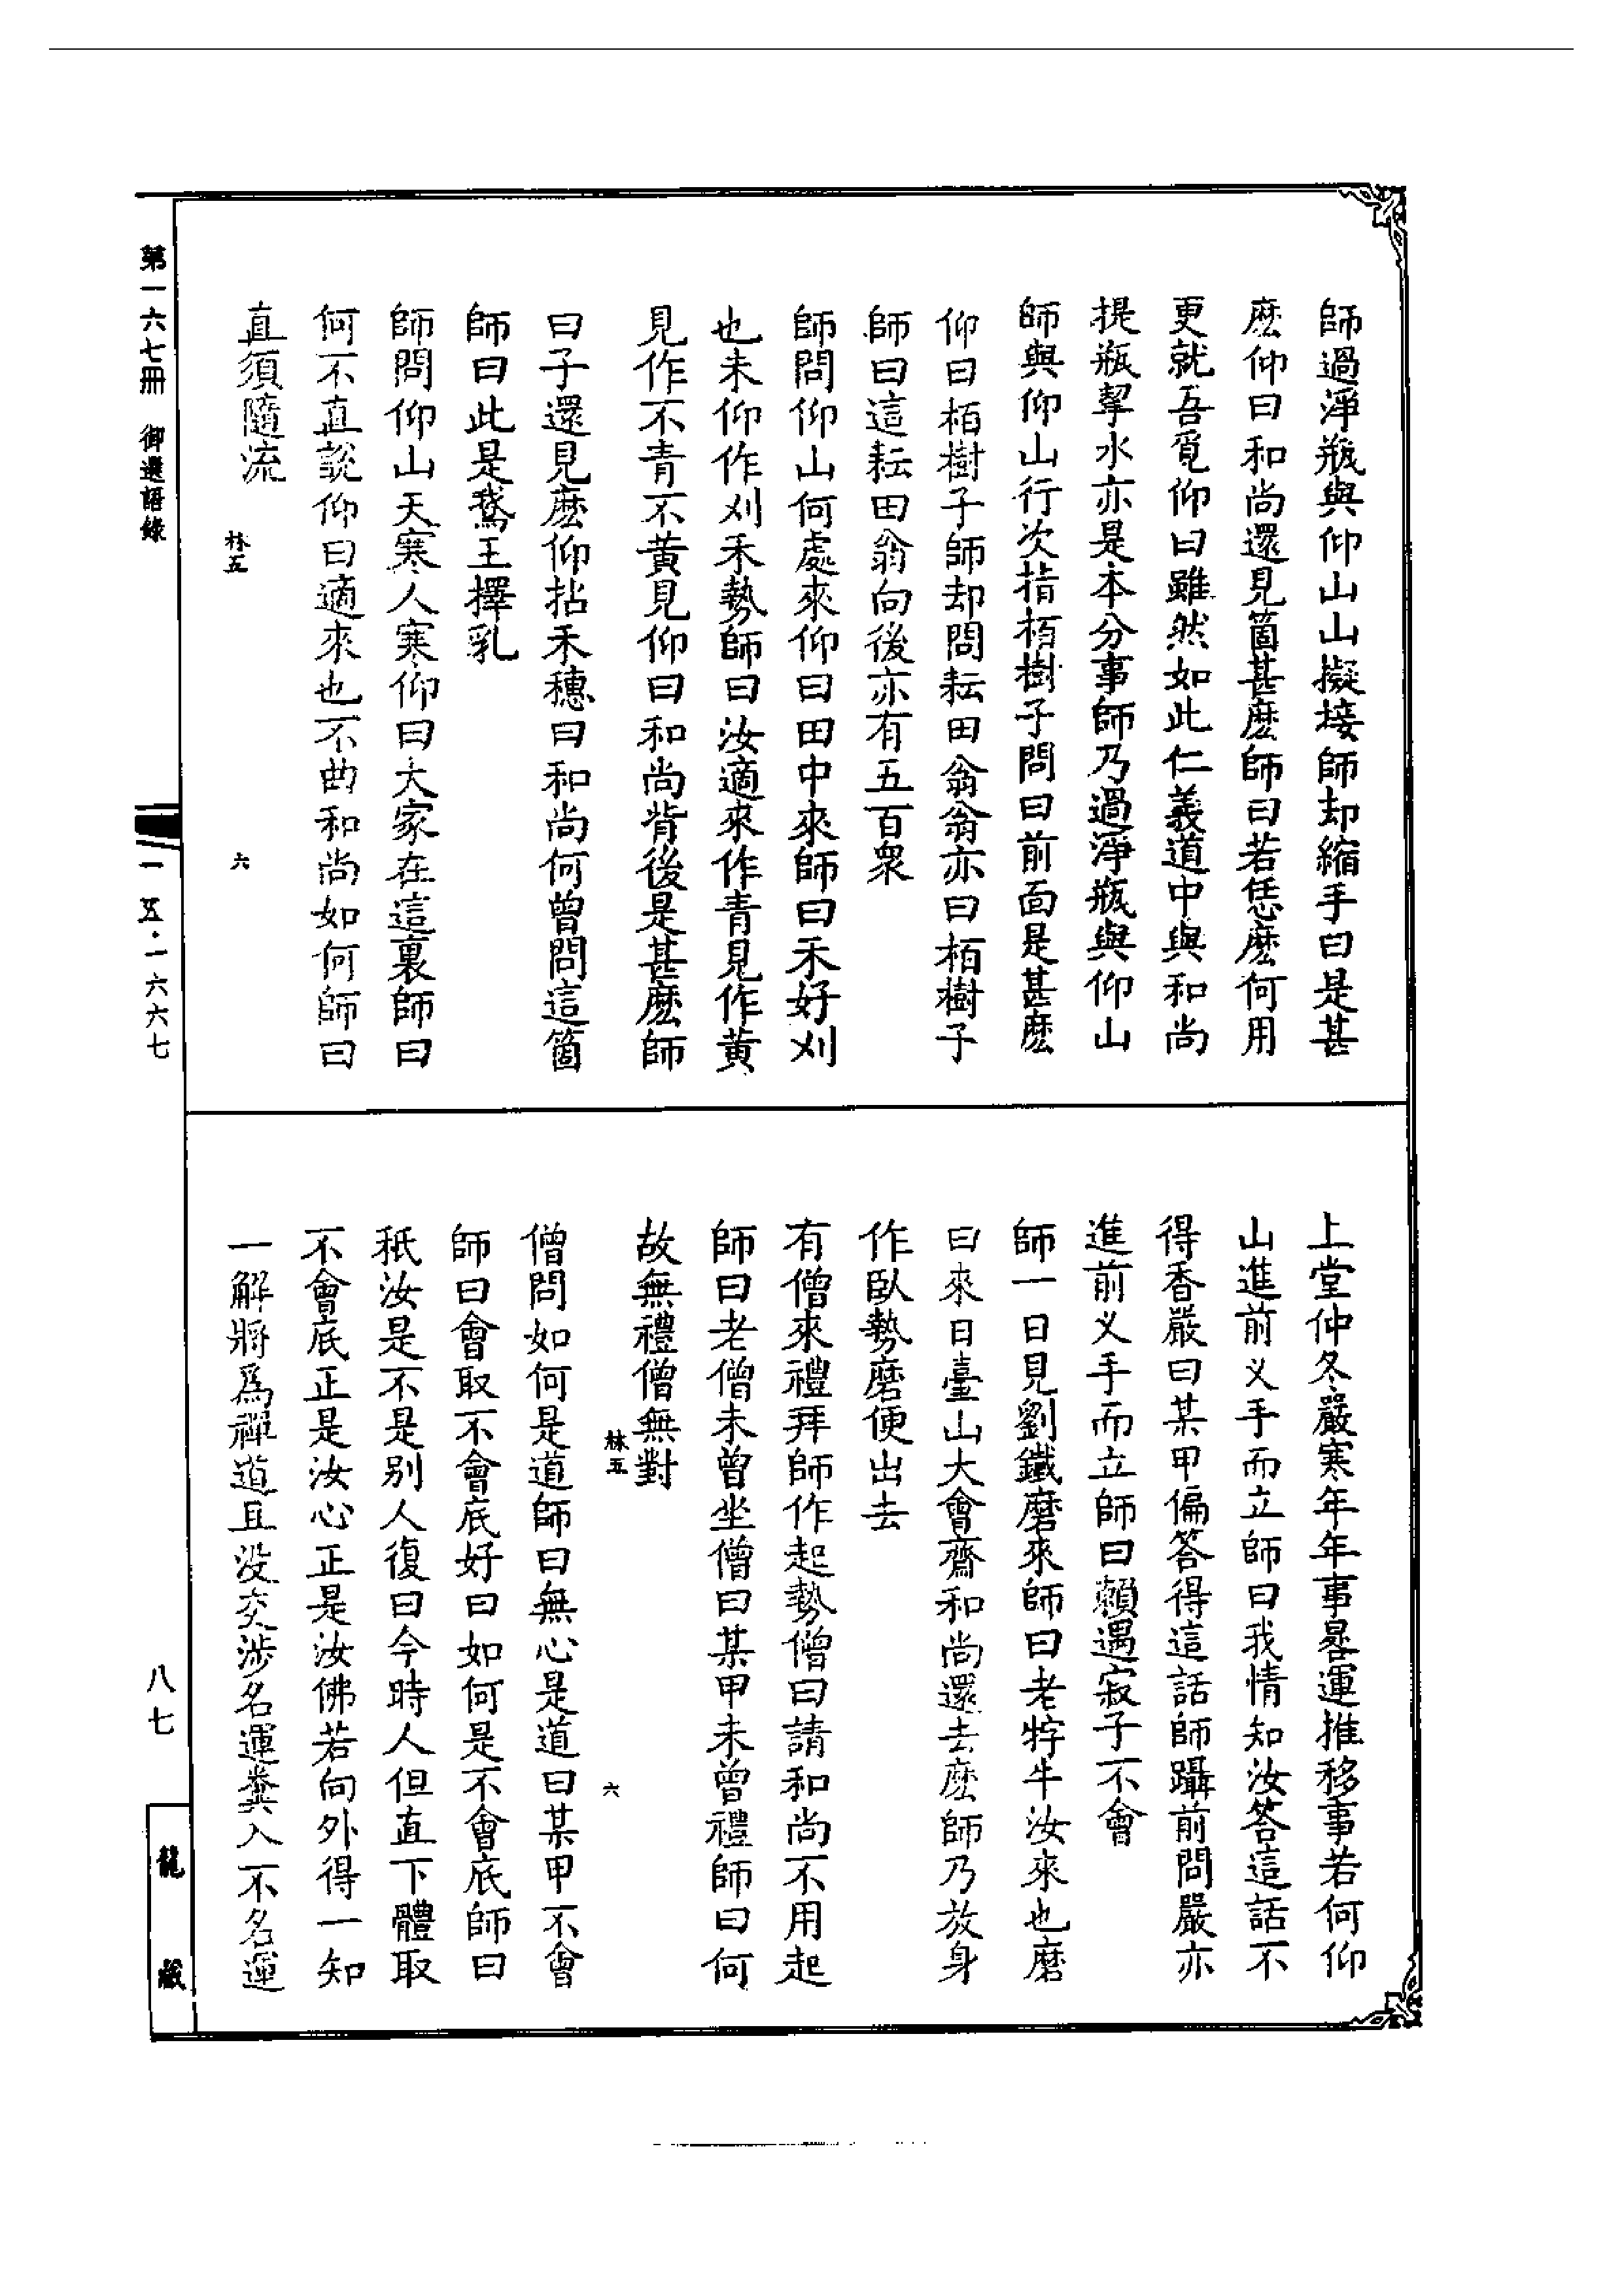 師過淨瓶與仰山山擬接師却縮手曰是甚
麽仰曰和尚還見箇甚麽師曰若恁麽何用
更就吾覓仰曰雖然如此仁義道中與和尚
提瓶挈水亦是本分事師乃過淨瓶與仰山
師與仰山行次指栢樹子問曰前面是甚麽
仰曰栢樹子師却問耘田翁翁亦曰栢樹子
師曰這耘田翁向後亦有五百衆
師問仰山何處來仰曰田中來師曰禾好刈
也未仰作刈禾勢師曰汝適來作青見作黃
見作不青不黃見仰曰和尚背後是甚麽師
曰子還見麽仰拈禾穗曰和尚何曾問這箇
師曰此是鵞王擇乳
師問仰山天寒人寒仰曰大家在這裏師曰
何不直說仰曰適來也不曲和尚如何師曰
直須隨流
林五
六
上堂仲冬嚴寒年年事晷運推移事若何仰
山進前叉手而立師曰我情知汝答這話不
得香嚴曰某甲偏答得這話師躡前問嚴亦
進前叉手而立師曰賴遇寂子不會
師一日見劉鐵磨來師曰老牸牛汝來也磨
曰來日臺山大會齋和尚還去麽師乃放身
作臥勢磨便出去
有僧來禮拜師作起勢僧曰請和尚不用起
師曰老僧未曾坐僧曰某甲未曾禮師曰何
故無禮僧無對
林五
六
僧問如何是道師曰無心是道曰某甲不會
師曰會取不會底好曰如何是不會底師曰
秖汝是不是別人復曰今時人但直下體取
不會底正是汝心正是汝佛若向外得一知
一解將爲禪道且没交涉名運糞入不名運
第一六七冊 御選語錄
一五·一六六七
八七
龍藏